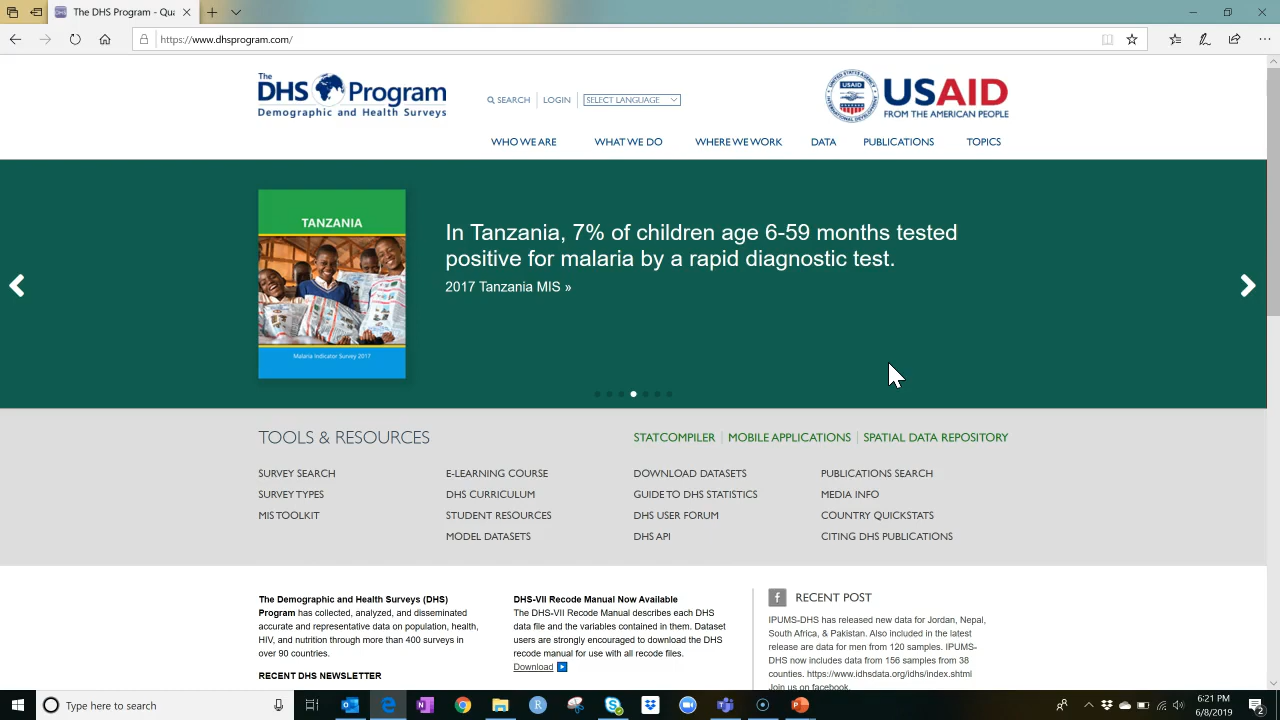 The DHS Program - Qua
https://www.dhsprogram.com/
The
DHS Program
Demographic and Health Surveys
SEARCH
LOGIN
SELECT LANGUAGE
USAID
FROM THE AMERICAN PEOPLE
WHO WE ARE
WHAT WE DO
WHERE WE WORK
DATA
PUBLICATIONS
TOPICS
TANZANIA
Malaria Indicator Survey 2017
In Tanzania, 7% of children age 6-59 months tested
positive for malaria by a rapid diagnostic test.
2017 Tanzania MIS »
TOOLS & RESOURCES
STATCOMPILER
MOBILE APPLICATIONS
SPATIAL DATA REPOSITORY
SURVEY SEARCH
SURVEY TYPES
MIS TOOLKIT
E-LEARNING COURSE
DHS CURRICULUM
STUDENT RESOURCES
MODEL DATASETS
DOWNLOAD DATASETS
GUIDE TO DHS STATISTICS
DHS USER FORUM
DHS API
PUBLICATIONS SEARCH
MEDIA INFO
COUNTRY QUICKSTATS
CITING DHS PUBLICATIONS
The Demographic and Health Surveys (DHS)
Program has collected, analyzed, and disseminated
accurate and representative data on population, health,
HIV, and nutrition through more than 400 surveys in
over 90 countries.
RECENT DHS NEWSLETTER
DHS-VII Recode Manual Now Available
The DHS-VII Recode Manual describes each DHS
data file and the variables contained in them. Dataset
users are strongly encouraged to download the DHS
recode manual for use with all recode files.
Download
RECENT POST
IPUMS-DHS has released new data for Jordan, Nepal,
South Africa, & Pakistan. Also included in the latest
release are data for men from 120 samples. IPUMS-
DHS now includes data from 156 samples from 38
counties. https://www.idhsdata.org/idhs/index.shtml
Join us on facebook.
Type here to search
6:21 PM
6/8/2019